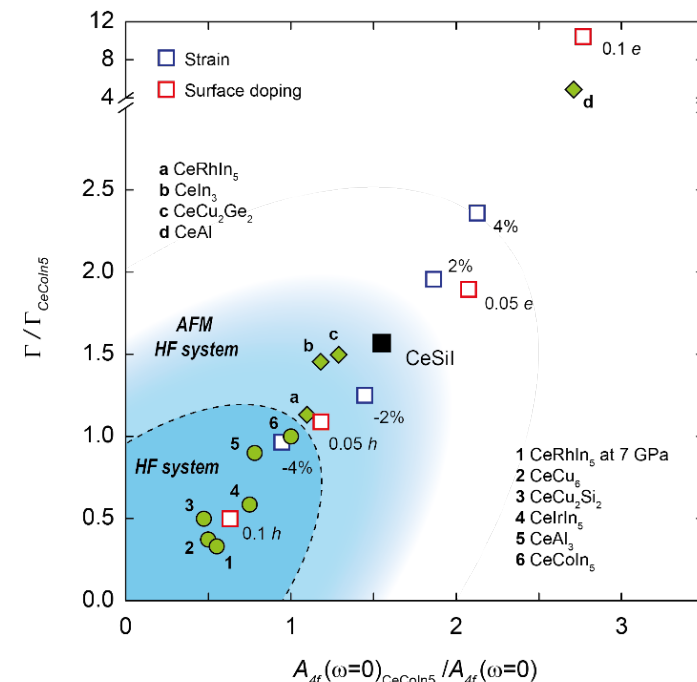 12
8
4
2.5
2.0
1.5
1.0
0.5
0.0
Γ / Γ_CeCoIn5
Strain
Surface doping
0.1 e
d
a CeRhIn₅
b CeIn₃
c CeCu₂Ge₂
d CeAl
4%
2%
0.05 e
AFM
HF system
b
c
CeSiI
-2%
a
6
0.05 h
5
-4%
HF system
4
3
0.1 h
2
1
1 CeRhIn₅ at 7 GPa
2 CeCu₆
3 CeCu₂Si₂
4 CeIrIn₅
5 CeAl₃
6 CeCoIn₅
0
1
2
3
A₄f(ω=0)CeCoIn5 /A₄f(ω=0)